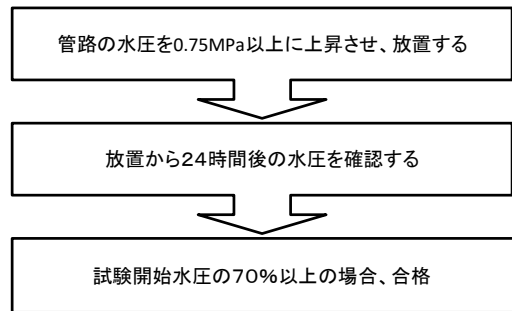 管路の水圧を0.75MPa以上に上昇させ、放置する
放置から２４時間後の水圧を確認する
試験開始水圧の７０％以上の場合、合格